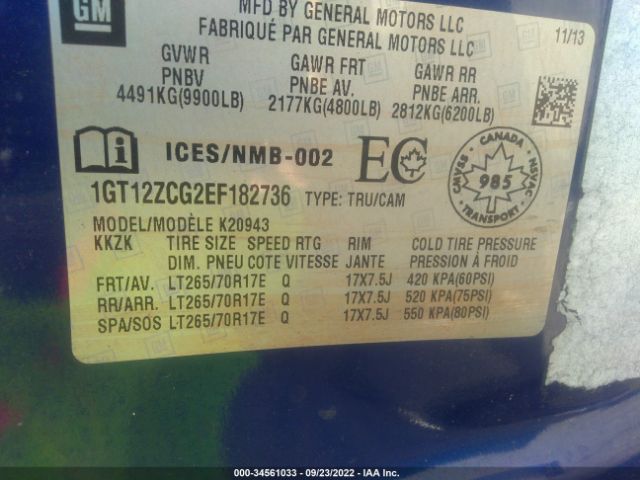 GM
MFD BY GENERAL MOTORS LLC
FABRIQUÉ PAR GENERAL MOTORS LLC
11/13
GVWR GAWR FRT GAWR RR
PNBV PNBE AV. PNBE ARR.
4491KG(9900LB) 2177KG(4800LB) 2812KG(6200LB)
ICES/NMB-002 EC
CANADA CMVSS NSVAC 985 TRANSPORT
1GT12ZCG2EF182736 TYPE: TRU/CAM
MODEL/MODÈLE K20943
KKZK TIRE SIZE SPEED RTG RIM COLD TIRE PRESSURE
DIM. PNEU COTE VITESSE JANTE PRESSION À FROID
FRT/AV. LT265/70R17E Q 17X7.5J 420 KPA(60PSI)
RR/ARR. LT265/70R17E Q 17X7.5J 520 KPA(75PSI)
SPA/SOS LT265/70R17E Q 17X7.5J 550 KPA(80PSI)
000-34561033 - 09/23/2022 - IAA Inc.